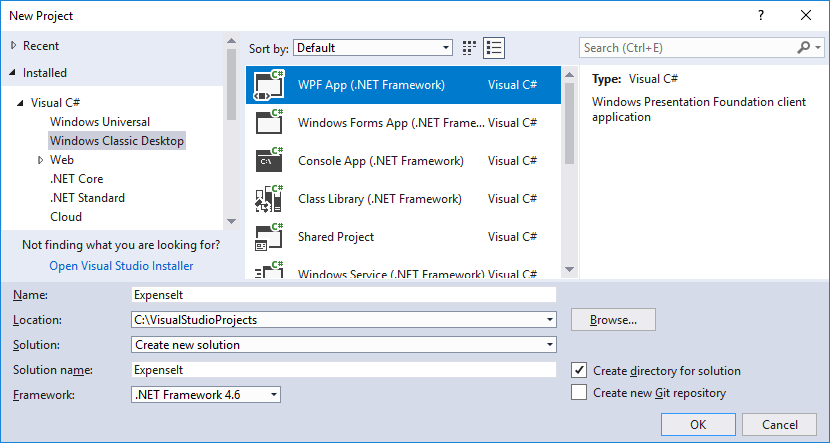 New Project
Recent
Installed
Visual C#
Windows Universal
Windows Classic Desktop
Web
.NET Core
.NET Standard
Cloud
Not finding what you are looking for?
Open Visual Studio Installer
Sort by: Default
C# WPF App (.NET Framework) Visual C#
C# Windows Forms App (.NET Frame... Visual C#
C# C:\ Console App (.NET Framework) Visual C#
C# Class Library (.NET Framework) Visual C#
C# Shared Project Visual C#
C# Windows Service (.NET Framework) Visual C#
Search (Ctrl+E)
Type: Visual C#
Windows Presentation Foundation client
application
Name: ExpenseIt
Location: C:\VisualStudioProjects Browse...
Solution: Create new solution
Solution name: ExpenseIt
Create directory for solution
Framework: .NET Framework 4.6
Create new Git repository
OK Cancel